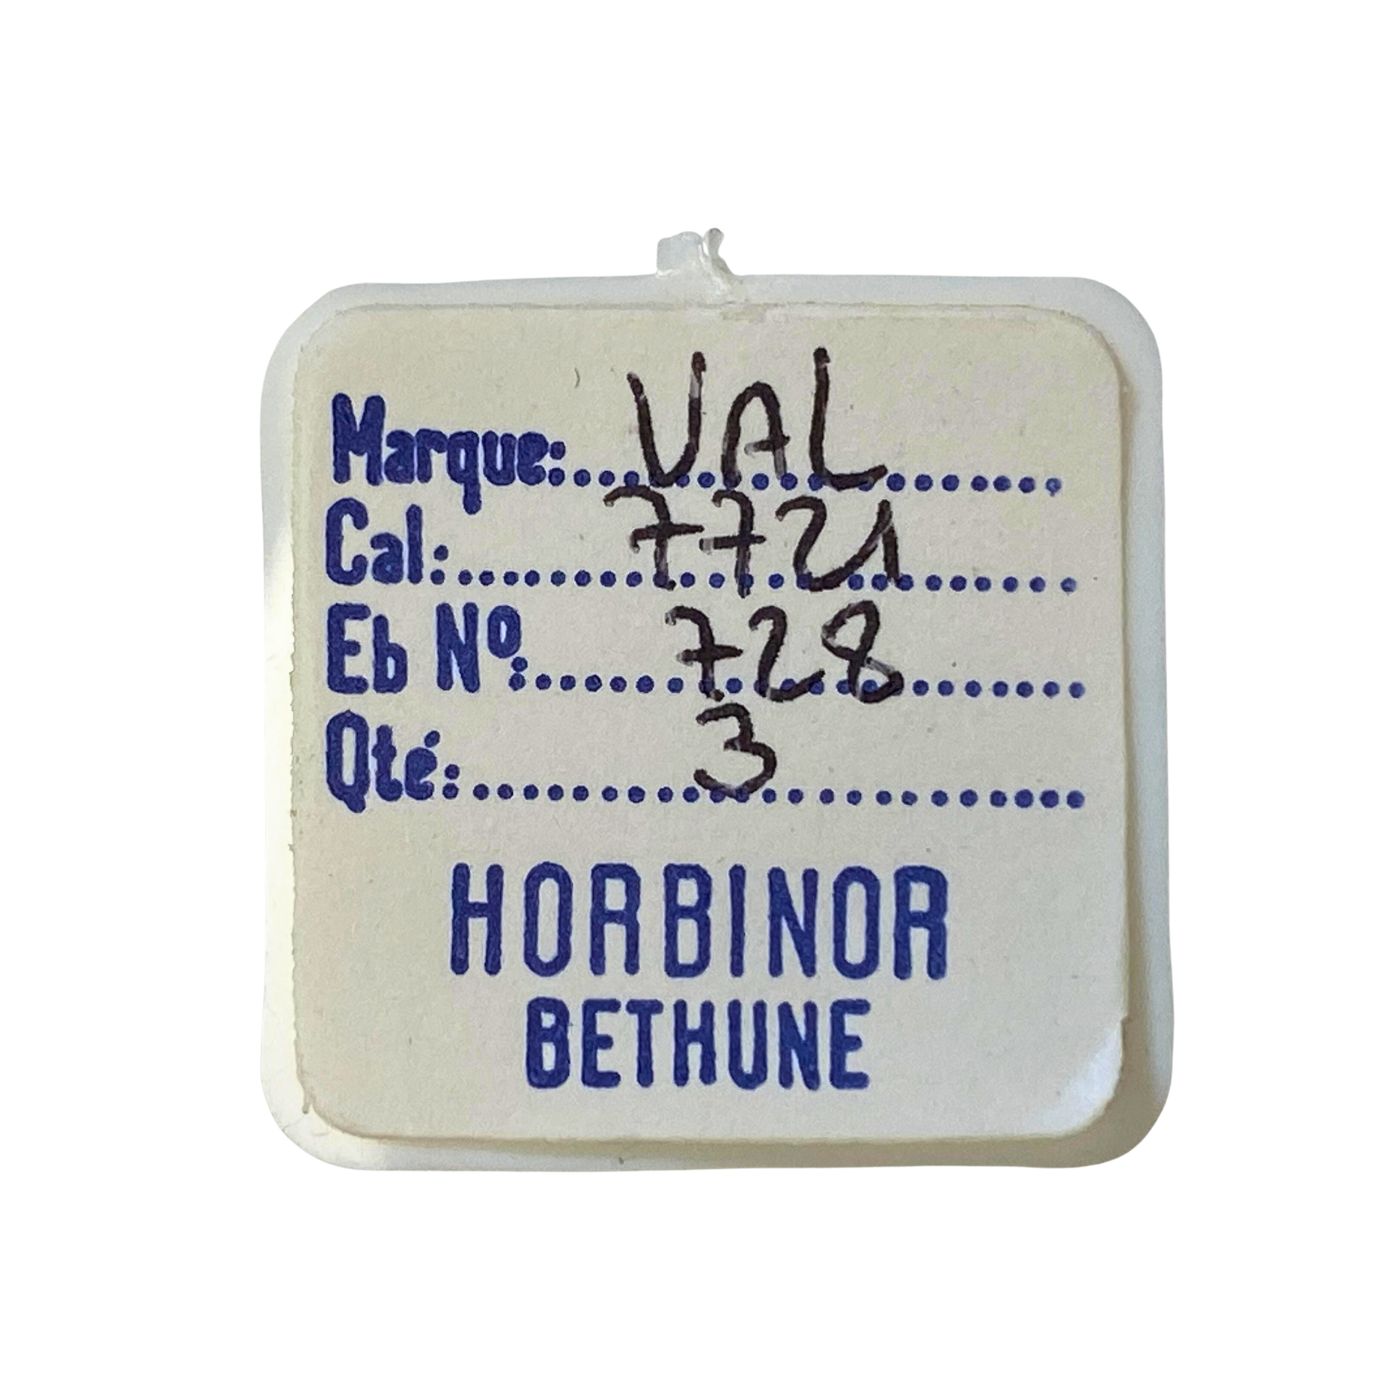 Marque: VAL
Cal: 7721
Eb Nº: 728
Qté: 3
HORBINOR
BETHUNE